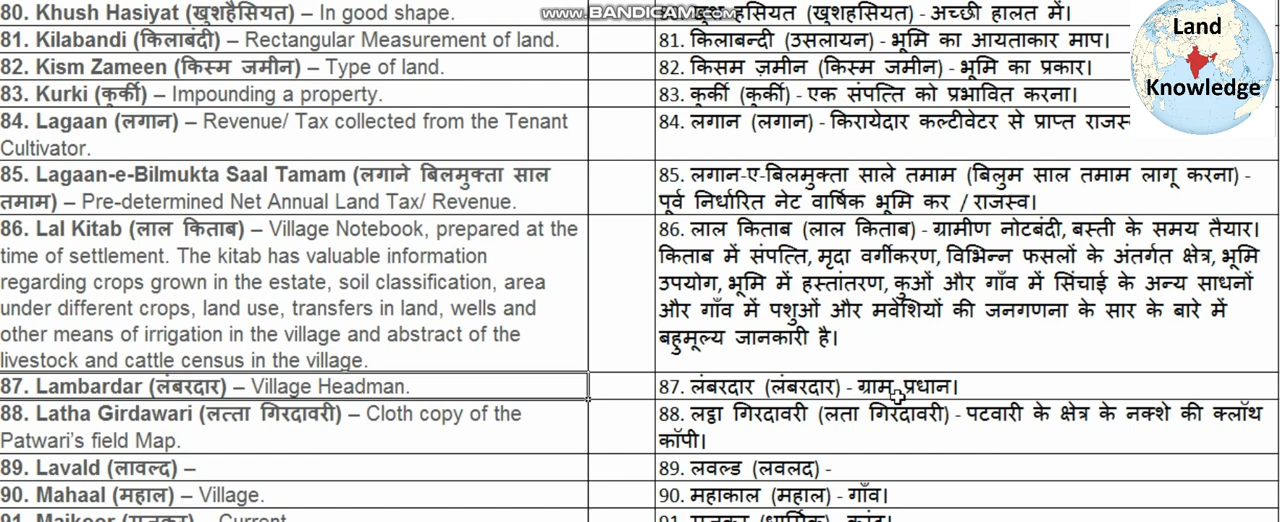 80. Khush Hasiyat (खुशहैसियत) – In good shape.
81. Kilabandi (किलाबंदी) – Rectangular Measurement of land.
82. Kism Zameen (किस्म जमीन) – Type of land.
83. Kurki (कूर्की) – Impounding a property.
84. Lagaan (लगान) – Revenue/ Tax collected from the Tenant
Cultivator.
85. Lagaan-e-Bilmukta Saal Tamam (लगाने बिलमुक्ता साल
तमाम) – Pre-determined Net Annual Land Tax/ Revenue.
86. Lal Kitab (लाल किताब) – Village Notebook, prepared at the
time of settlement. The kitab has valuable information
regarding crops grown in the estate, soil classification, area
under different crops, land use, transfers in land, wells and
other means of irrigation in the village and abstract of the
livestock and cattle census in the village.
87. Lambardar (लंबरदार) – Village Headman.
88. Latha Girdawari (लत्ता गिरदावरी) – Cloth copy of the
Patwari's field Map.
89. Lavald (लावल्द) –
90. Mahaal (महाल) – Village.
WWW.BANDICAM.COM
हसियत (खुशहसियत) - अच्छी हालत में।
81. किलाबन्दी (उसलायन) - भूमि का आयताकार माप।
82. किसम ज़मीन (किस्म जमीन) - भूमि का प्रकार।
83. कूर्की (कूर्की) - एक संपत्ति को प्रभावित करना।
84. लगान (लगान) - किरायेदार कल्टीवेटर से प्राप्त राजस्
85. लगान-ए-बिलमुक्ता साले तमाम (बिलुम साल तमाम लागू करना) -
पूर्व निर्धारित नेट वार्षिक भूमि कर / राजस्व।
86. लाल किताब (लाल किताब) - ग्रामीण नोटबंदी, बस्ती के समय तैयार।
किताब में संपत्ति, मृदा वर्गीकरण, विभिन्न फसलों के अंतर्गत क्षेत्र, भूमि
उपयोग, भूमि में हस्तांतरण, कुओं और गाँव में सिंचाई के अन्य साधनों
और गाँव में पशुओं और मवेशियों की जनगणना के सार के बारे में
बहुमूल्य जानकारी है।
87. लंबरदार (लंबरदार) - ग्राम प्रधान।
88. लट्ठा गिरदावरी (लता गिरदावरी) - पटवारी के क्षेत्र के नक्शे की क्लॉथ
कॉपी।
89. लवल्ड (लवलद) -
90. महाकाल (महाल) - गाँव।
Land
Knowledge